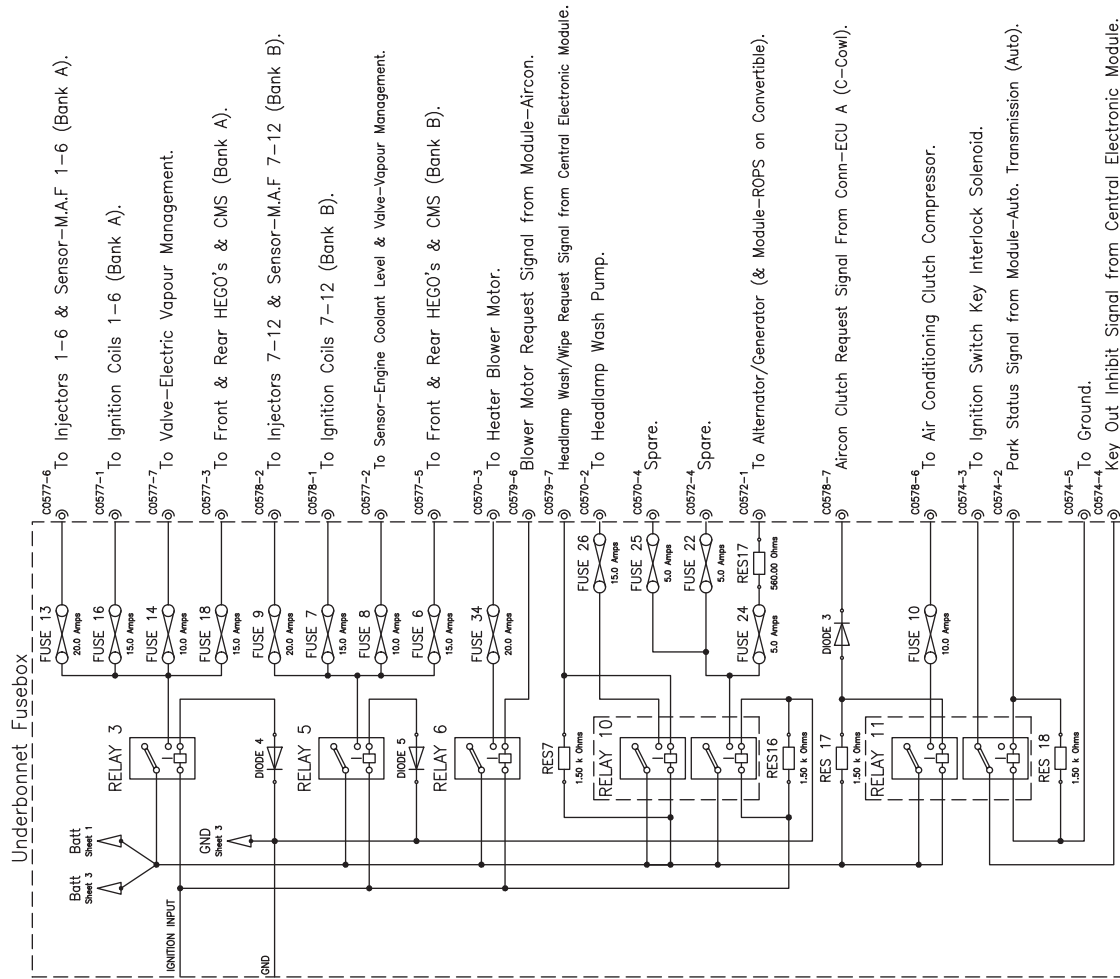 Underbonnet Fusebox
Batt
Sheet 3
Batt
Sheet 1
IGNITION INPUT
GND
GND
Sheet 3
RELAY 3
DIODE 4
RELAY 5
DIODE 5
RELAY 6
RES7
1.50 k Ohms
RELAY 10
RES16
1.50 k Ohms
RES 17
1.50 k Ohms
RELAY 11
RES 18
1.50 k Ohms
DIODE 3
FUSE 13
20.0 Amps
FUSE 16
15.0 Amps
FUSE 14
10.0 Amps
FUSE 18
15.0 Amps
FUSE 9
20.0 Amps
FUSE 7
15.0 Amps
FUSE 8
10.0 Amps
FUSE 6
15.0 Amps
FUSE 34
20.0 Amps
FUSE 26
15.0 Amps
FUSE 25
5.0 Amps
FUSE 22
5.0 Amps
FUSE 24
5.0 Amps
RES17
560.00 Ohms
FUSE 10
10.0 Amps
C0577-6 To Injectors 1-6 & Sensor-M.A.F 1-6 (Bank A).
C0577-1 To Ignition Coils 1-6 (Bank A).
C0577-7 To Valve-Electric Vapour Management.
C0577-3 To Front & Rear HEGO's & CMS (Bank A).
C0578-2 To Injectors 7-12 & Sensor-M.A.F 7-12 (Bank B).
C0578-1 To Ignition Coils 7-12 (Bank B).
C0577-2 To Sensor-Engine Coolant Level & Valve-Vapour Management.
C0577-5 To Front & Rear HEGO's & CMS (Bank B).
C0570-3 To Heater Blower Motor.
C0579-6 Blower Motor Request Signal from Module-Aircon.
C0579-7 Headlamp Wash/Wipe Request Signal from Central Electronic Module.
C0570-2 To Headlamp Wash Pump.
C0570-4 Spare.
C0572-4 Spare.
C0572-1 To Alternator/Generator (& Module-ROPS on Convertible).
C0578-7 Aircon Clutch Request Signal From Conn-ECU A (C-Cowl).
C0578-6 To Air Conditioning Clutch Compressor.
C0574-3 To Ignition Switch Key Interlock Solenoid.
C0574-2 Park Status Signal from Module-Auto. Transmission (Auto).
C0574-5 To Ground.
C0574-4 Key Out Inhibit Signal from Central Electronic Module.